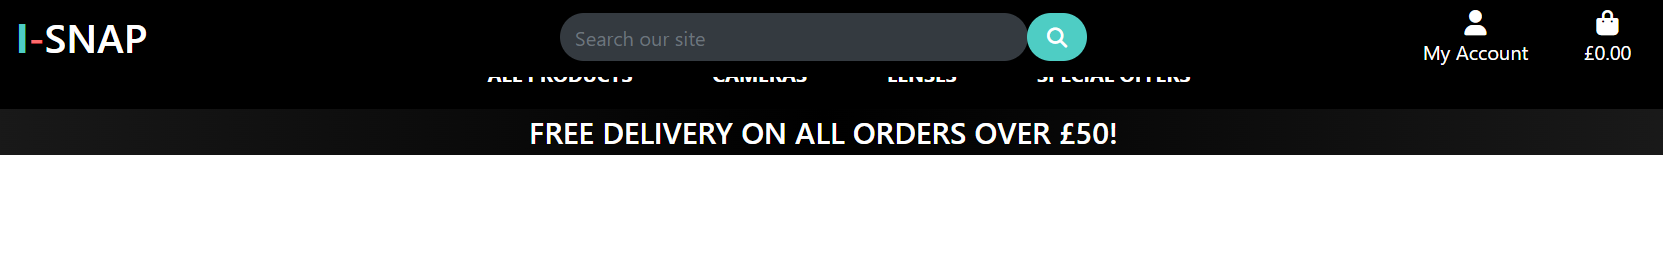 I-SNAP
Search our site
My Account
£0.00
ALL PRODUCTS CAMERAS LENSES SPECIAL OFFERS
FREE DELIVERY ON ALL ORDERS OVER £50!